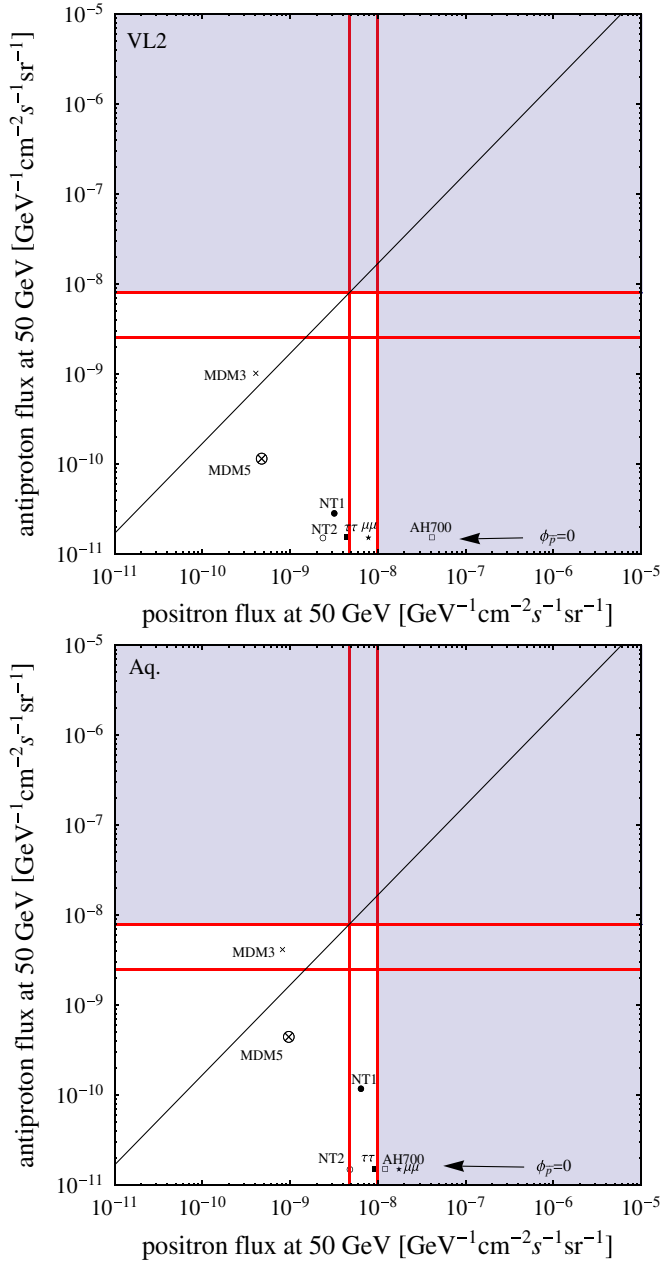 VL2
antiproton flux at 50 GeV [GeV⁻¹cm⁻²s⁻¹sr⁻¹]
10⁻⁵
10⁻⁶
10⁻⁷
10⁻⁸
10⁻⁹
10⁻¹⁰
10⁻¹¹
MDM3
MDM5
NT1
NT2 ττ μμ AH700 ϕp̅=0
10⁻¹¹ 10⁻¹⁰ 10⁻⁹ 10⁻⁸ 10⁻⁷ 10⁻⁶ 10⁻⁵
positron flux at 50 GeV [GeV⁻¹cm⁻²s⁻¹sr⁻¹]
Aq.
antiproton flux at 50 GeV [GeV⁻¹cm⁻²s⁻¹sr⁻¹]
10⁻⁵
10⁻⁶
10⁻⁷
10⁻⁸
10⁻⁹
10⁻¹⁰
10⁻¹¹
MDM3
MDM5
NT1
NT2 ττ AH700 μμ ϕp̅=0
10⁻¹¹ 10⁻¹⁰ 10⁻⁹ 10⁻⁸ 10⁻⁷ 10⁻⁶ 10⁻⁵
positron flux at 50 GeV [GeV⁻¹cm⁻²s⁻¹sr⁻¹]